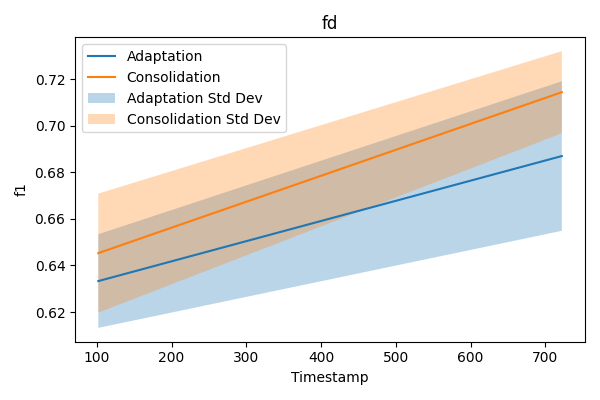 fd
Adaptation
Consolidation
Adaptation Std Dev
Consolidation Std Dev
f1
0.72
0.70
0.68
0.66
0.64
0.62
100 200 300 400 500 600 700
Timestamp